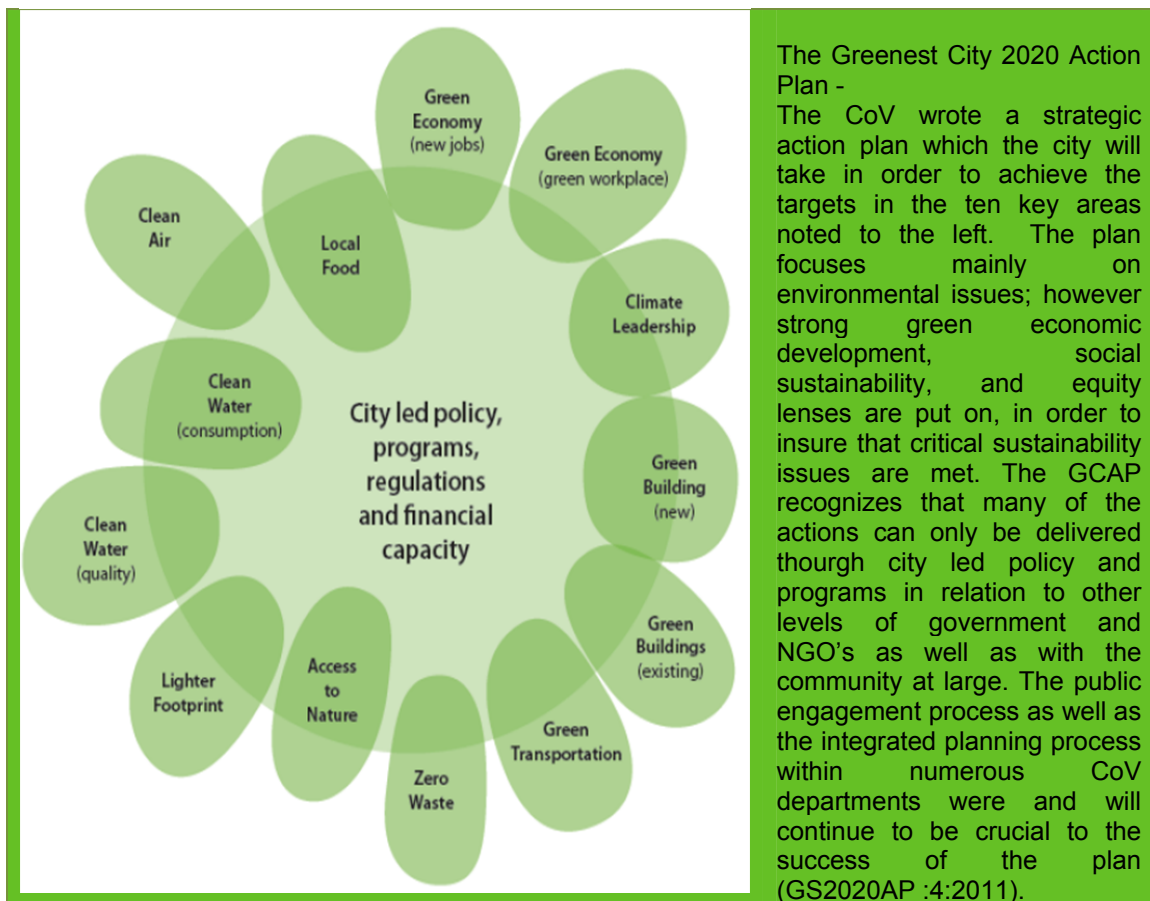 Green
Economy
(new jobs)
Green Economy
(green workplace)
Clean
Air
Local
Food
Climate
Leadership
Clean
Water
(consumption)
City led policy,
programs,
regulations
and financial
capacity
Green
Building
(new)
Clean
Water
(quality)
Green
Buildings
(existing)
Lighter
Footprint
Access
to
Nature
Green
Transportation
Zero
Waste
The Greenest City 2020 Action
Plan -
The CoV wrote a strategic
action plan which the city will
take in order to achieve the
targets in the ten key areas
noted to the left. The plan
focuses mainly on
environmental issues; however
strong green economic
development, social
sustainability, and equity
lenses are put on, in order to
insure that critical sustainability
issues are met. The GCAP
recognizes that many of the
actions can only be delivered
thourgh city led policy and
programs in relation to other
levels of government and
NGO's as well as with the
community at large. The public
engagement process as well as
the integrated planning process
within numerous CoV
departments were and will
continue to be crucial to the
success of the plan
(GS2020AP :4:2011).